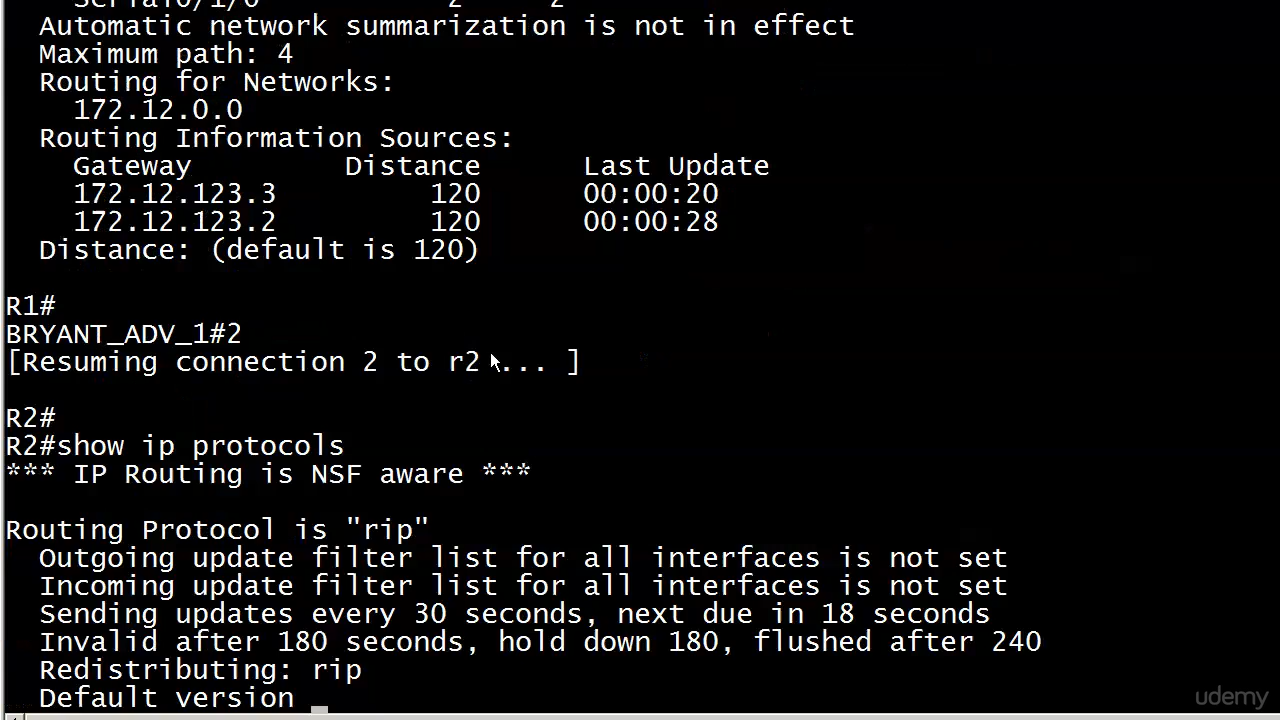 Serial0/1/0 2 2
Automatic network summarization is not in effect
Maximum path: 4
Routing for Networks:
172.12.0.0
Routing Information Sources:
Gateway Distance Last Update
172.12.123.3 120 00:00:20
172.12.123.2 120 00:00:28
Distance: (default is 120)
R1#
BRYANT_ADV_1#2
[Resuming connection 2 to r2 ... ]
R2#
R2#show ip protocols
*** IP Routing is NSF aware ***
Routing Protocol is "rip"
Outgoing update filter list for all interfaces is not set
Incoming update filter list for all interfaces is not set
Sending updates every 30 seconds, next due in 18 seconds
Invalid after 180 seconds, hold down 180, flushed after 240
Redistributing: rip
Default version
udemy